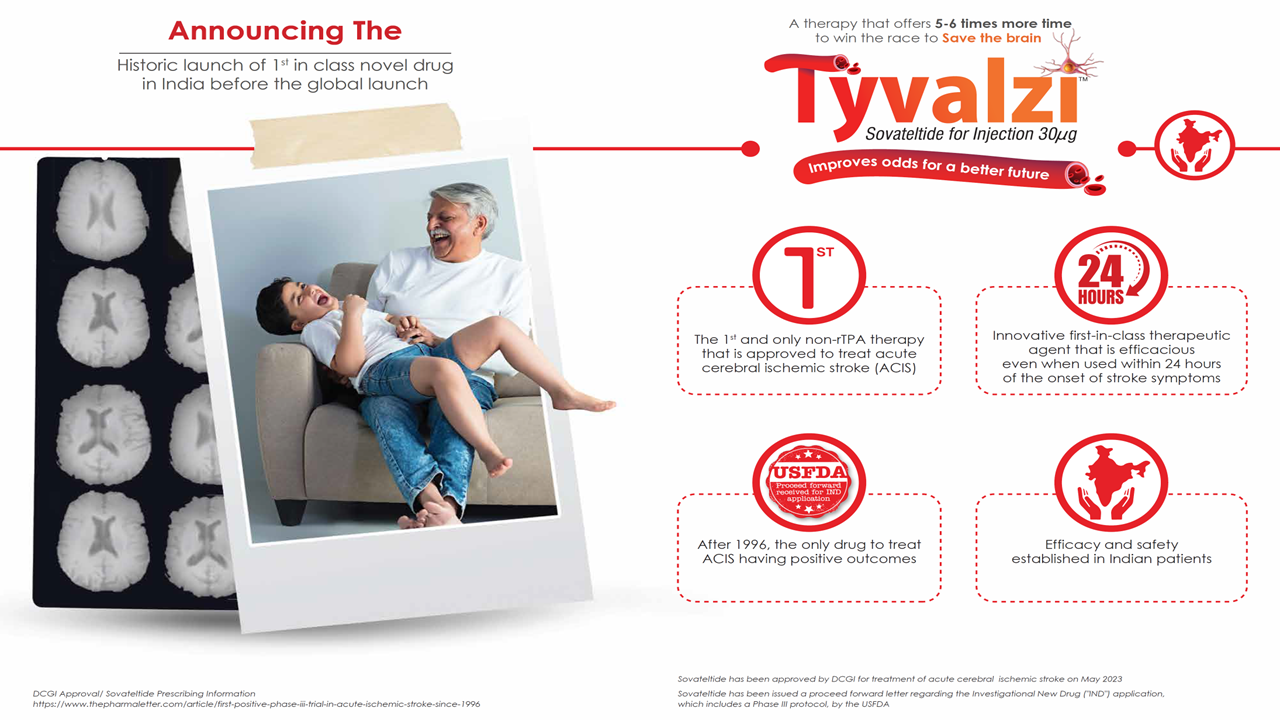 Announcing The
Historic launch of 1st in class novel drug
in India before the global launch
DCGI Approval/ Sovateltide Prescribing Information
https://www.thepharmaletter.com/article/first-positive-phase-iii-trial-in-acute-ischemic-stroke-since-1996
A therapy that offers 5-6 times more time
to win the race to Save the brain
Tyvalzi™
Sovateltide for Injection 30µg
Improves odds for a better future
1ST
The 1st and only non-rTPA therapy
that is approved to treat acute
cerebral ischemic stroke (ACIS)
24
HOURS
Innovative first-in-class therapeutic
agent that is efficacious
even when used within 24 hours
of the onset of stroke symptoms
USFDA
Proceed forward
received for IND
application
After 1996, the only drug to treat
ACIS having positive outcomes
Efficacy and safety
established in Indian patients
Sovateltide has been approved by DCGI for treatment of acute cerebral ischemic stroke on May 2023
Sovateltide has been issued a proceed forward letter regarding the Investigational New Drug ("IND") application,
which includes a Phase III protocol, by the USFDA